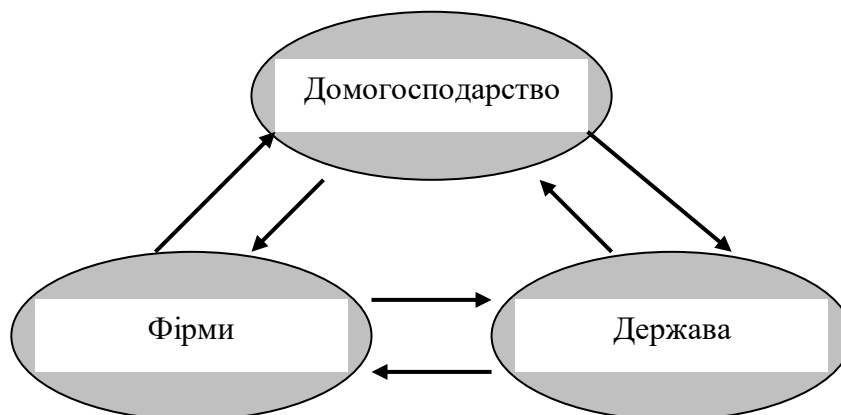 Домогосподарство
Фірми
Держава